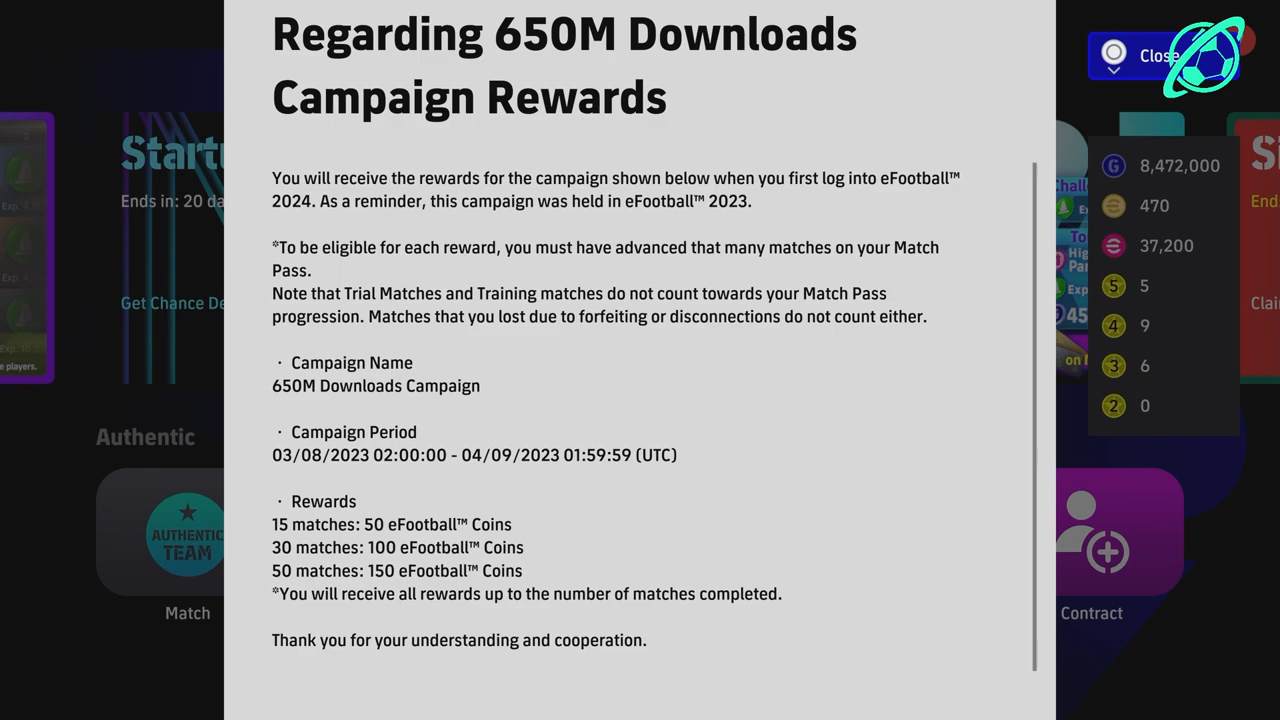 Regarding 650M Downloads
Campaign Rewards
You will receive the rewards for the campaign shown below when you first log into eFootball™
2024. As a reminder, this campaign was held in eFootball™ 2023.
*To be eligible for each reward, you must have advanced that many matches on your Match
Pass.
Note that Trial Matches and Training matches do not count towards your Match Pass
progression. Matches that you lost due to forfeiting or disconnections do not count either.
・ Campaign Name
650M Downloads Campaign
・ Campaign Period
03/08/2023 02:00:00 - 04/09/2023 01:59:59 (UTC)
・ Rewards
15 matches: 50 eFootball™ Coins
30 matches: 100 eFootball™ Coins
50 matches: 150 eFootball™ Coins
*You will receive all rewards up to the number of matches completed.
Thank you for your understanding and cooperation.
Close
G 8,472,000
470
37,200
5 5
4 9
3 6
2 0
Ends in: 20 da
Get Chance De
e players.
Authentic
AUTHENTIC
TEAM
Match
Contract
45
on